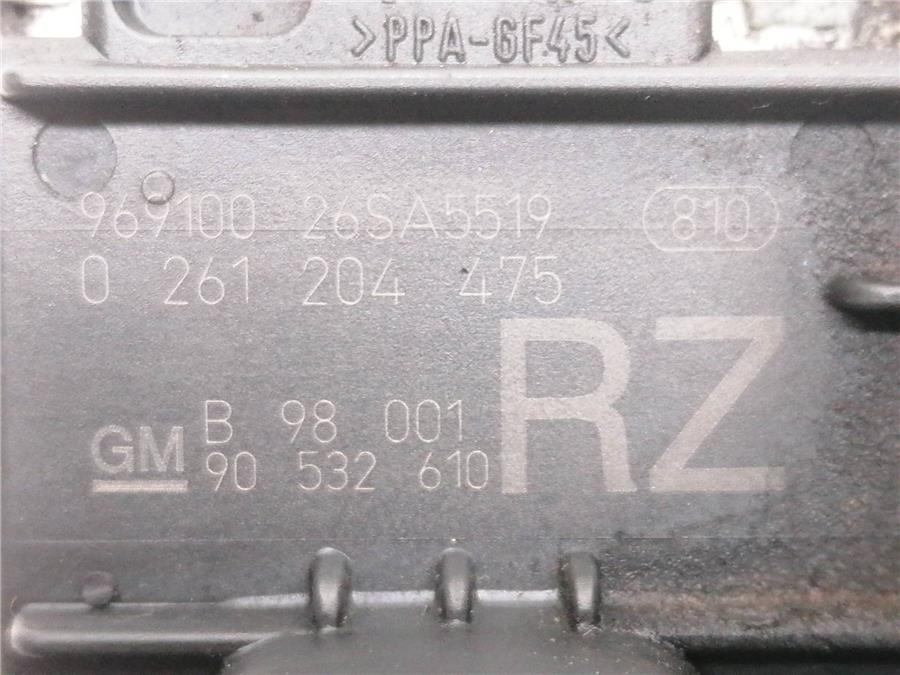 >PPA-GF45<
969100 26SA5519 810
0 261 204 475
RZ
GM
B 98 001
90 532 610